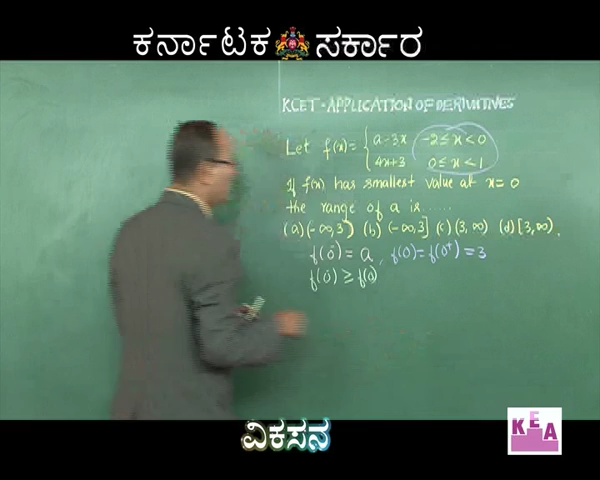 ಕರ್ನಾಟಕ ಸರ್ಕಾರ
KCET-APPLICATION OF DERIVATIVES
Let f(x)= { a-3x -2≤x<0
4x+3 0≤x<1
If f(x) has smallest value at x=0
the range of a is......
(a)(-∞,3) (b) (-∞,3] (c)(3,∞) (d)[3,∞).
f(0⁻)=a, f(0)=f(0⁺)=3
f(0⁻)≥f(0)
ವಿಕಸನ
KEA